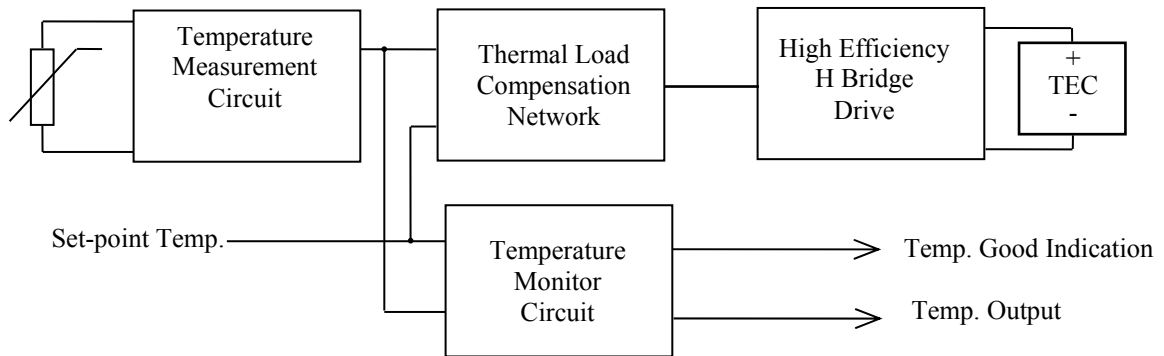 Temperature
Measurement
Circuit
Thermal Load
Compensation
Network
High Efficiency
H Bridge
Drive
+
TEC
-
Set-point Temp.
Temperature
Monitor
Circuit
Temp. Good Indication
Temp. Output